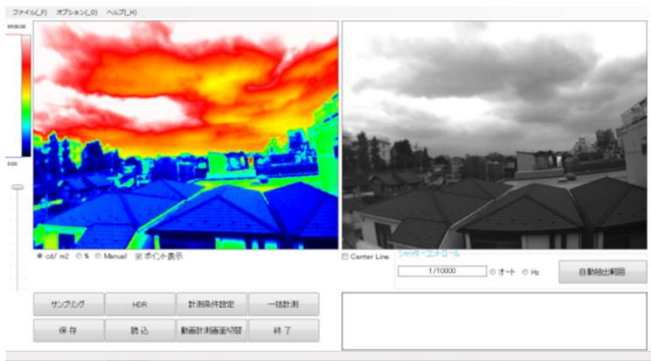 ファイル(_F) オプション(_O) ヘルプ(_H)
0.00
cd/ m2 % Manual ポイント表示
Center Line
シャッターコントロール
1/10000 オート Hz 自動抽出範囲
サンプリング HDR 計測条件設定 一括計測
保存 読込 動画計測画面切替 終了